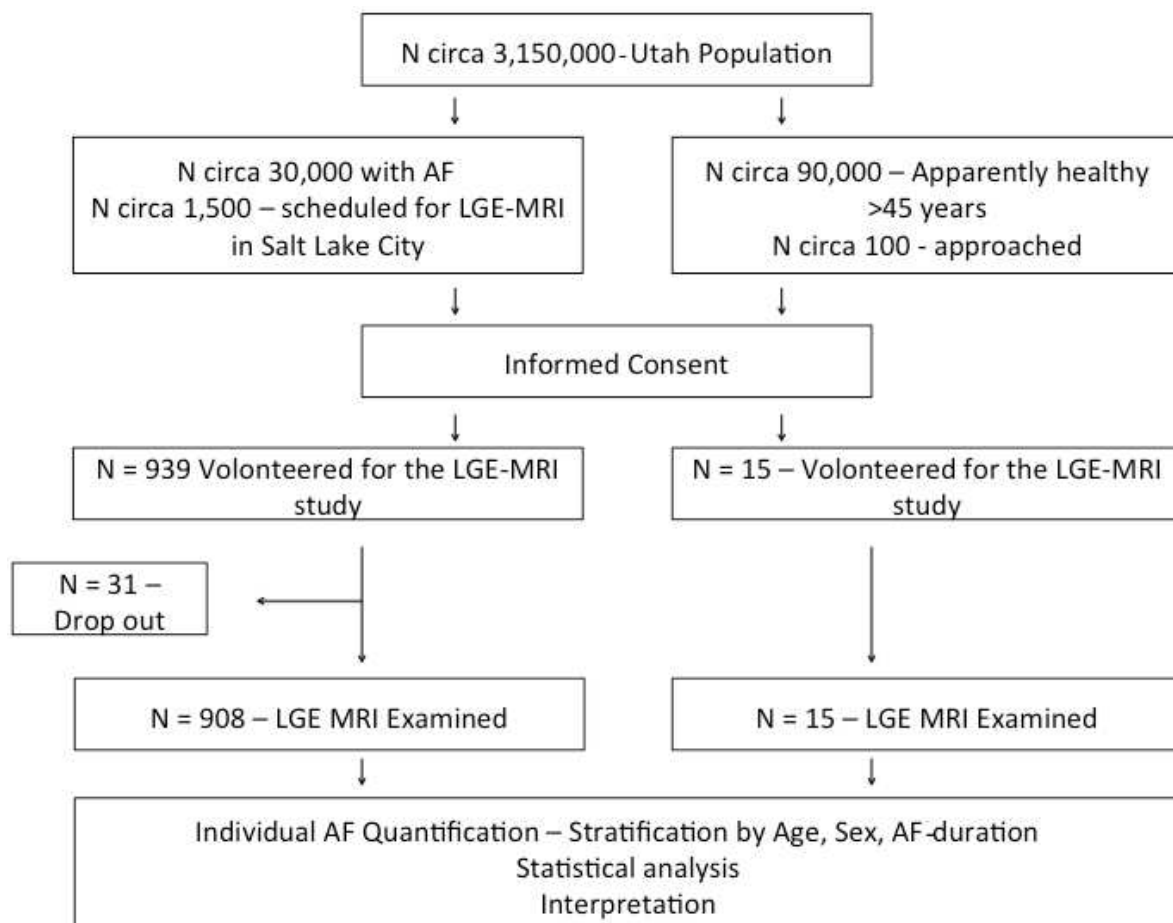 N circa 3,150,000-Utah Population
N circa 30,000 with AF
N circa 1,500 – scheduled for LGE-MRI
in Salt Lake City
N circa 90,000 – Apparently healthy
>45 years
N circa 100 - approached
Informed Consent
N = 939 Volonteered for the LGE-MRI
study
N = 15 – Volonteered for the LGE-MRI
study
N = 31 –
Drop out
N = 908 – LGE MRI Examined
N = 15 – LGE MRI Examined
Individual AF Quantification – Stratification by Age, Sex, AF-duration
Statistical analysis
Interpretation